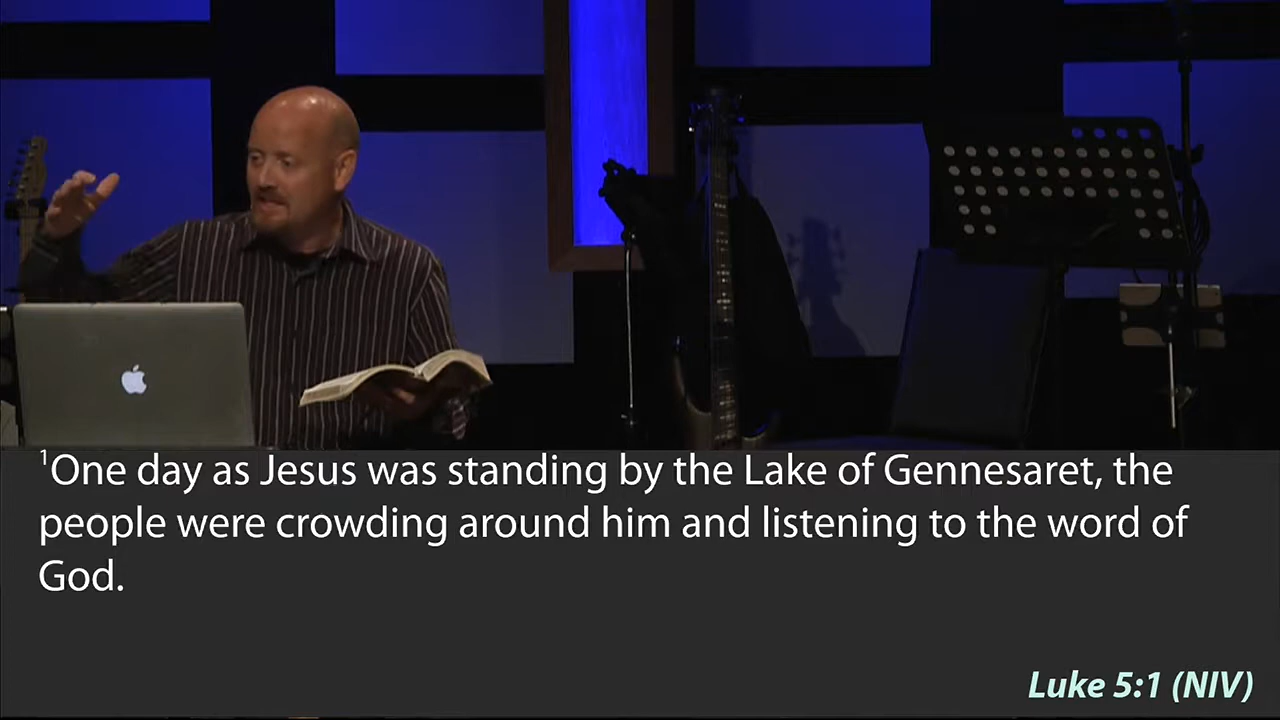 ¹One day as Jesus was standing by the Lake of Gennesaret, the
people were crowding around him and listening to the word of
God.
Luke 5:1 (NIV)